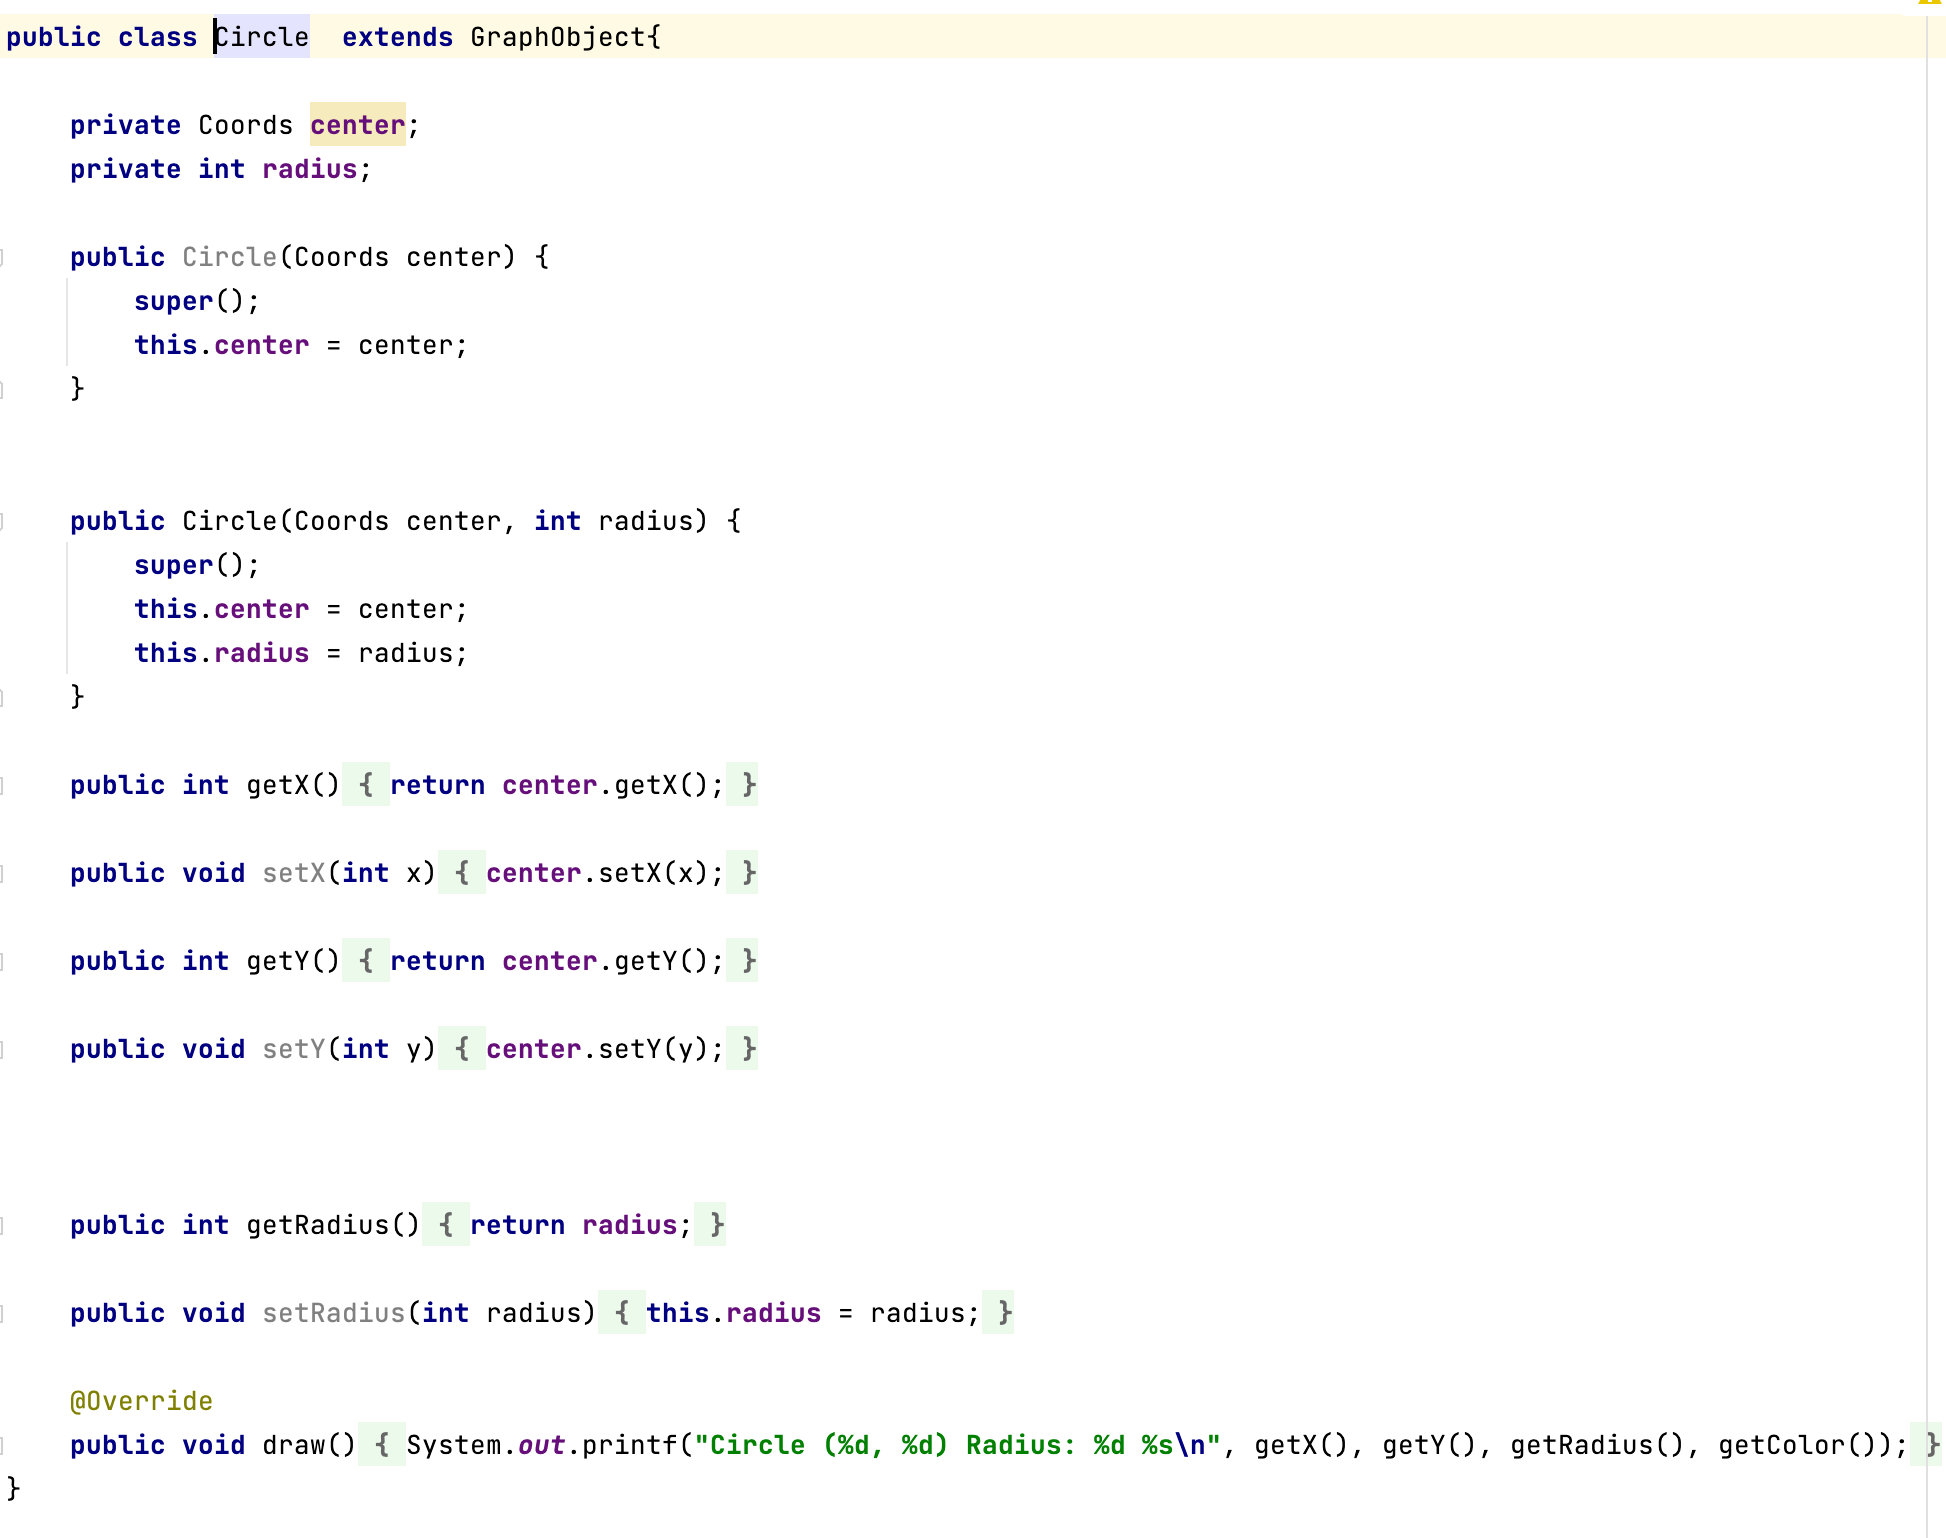 public class Circle  extends GraphObject{
private Coords center;
private int radius;
public Circle(Coords center) {
super();
this.center = center;
}
public Circle(Coords center, int radius) {
super();
this.center = center;
this.radius = radius;
}
public int getX() { return center.getX(); }
public void setX(int x) { center.setX(x); }
public int getY() { return center.getY(); }
public void setY(int y) { center.setY(y); }
public int getRadius() { return radius; }
public void setRadius(int radius) { this.radius = radius; }
@Override
public void draw() { System.out.printf("Circle (%d, %d) Radius: %d %s\n", getX(), getY(), getRadius(), getColor()); }
}